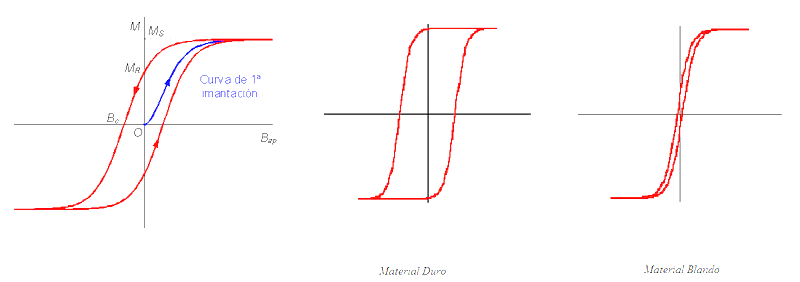 M
M_S
M_R
Curva de 1ª
imantación
B_c
O
B_ap
Material Duro
Material Blando